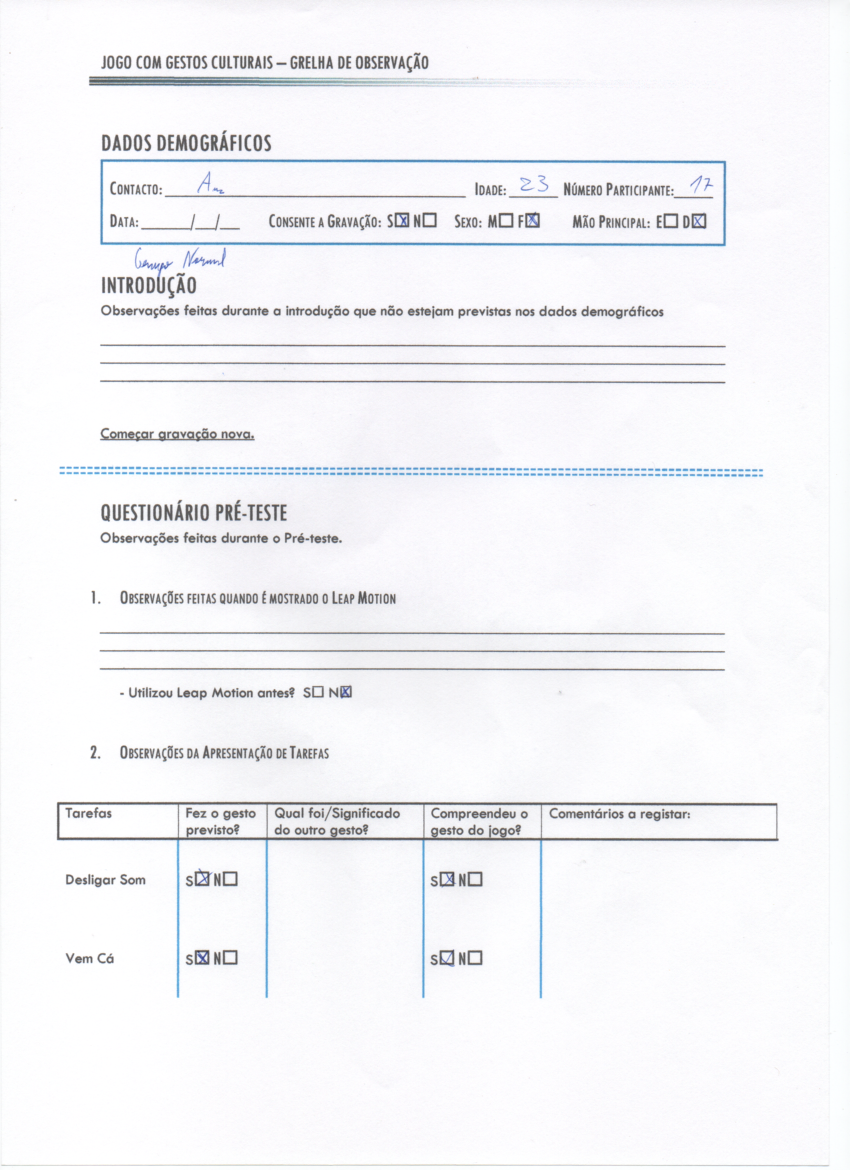 JOGO COM GESTOS CULTURAIS – GRELHA DE OBSERVAÇÃO
DADOS DEMOGRÁFICOS
CONTACTO: Ana IDADE: 23 NÚMERO PARTICIPANTE: 17
DATA: ______/__/__ CONSENTE A GRAVAÇÃO: S☒ N☐ SEXO: M☐ F☒ MÃO PRINCIPAL: E☐ D☒
Grupo Normal
INTRODUÇÃO
Observações feitas durante a introdução que não estejam previstas nos dados demográficos
Começar gravação nova.
QUESTIONÁRIO PRÉ-TESTE
Observações feitas durante o Pré-teste.
1. OBSERVAÇÕES FEITAS QUANDO É MOSTRADO O LEAP MOTION
- Utilizou Leap Motion antes? S☐ N☒
2. OBSERVAÇÕES DA APRESENTAÇÃO DE TAREFAS
Tarefas Fez o gesto previsto? Qual foi/Significado do outro gesto? Compreendeu o gesto do jogo? Comentários a registar:
Desligar Som S☒ N☐ S☒ N☐
Vem Cá S☒ N☐ S☑ N☐